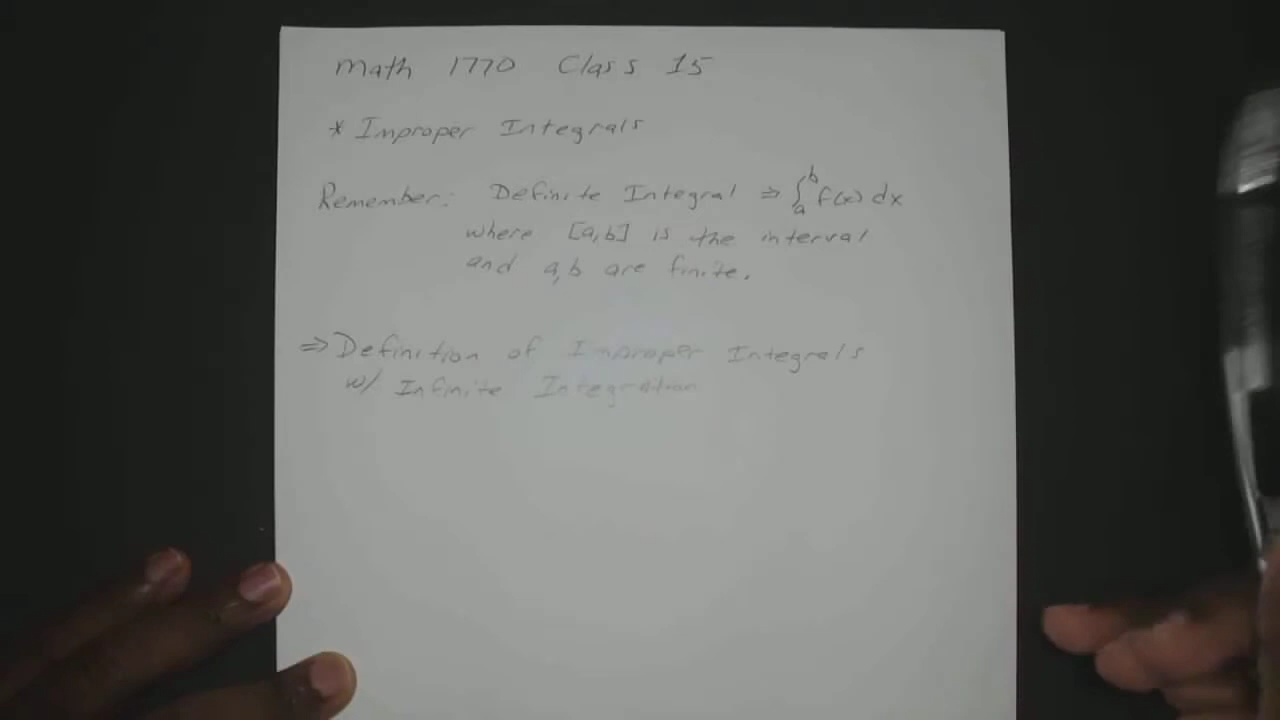 Math 1770 Class 15
* Improper Integrals
Remember: Definite Integral ⇒ ∫_a^b f(x) dx
where [a,b] is the interval
and a,b are finite.
⇒ Definition of Improper Integrals
w/ Infinite Integration